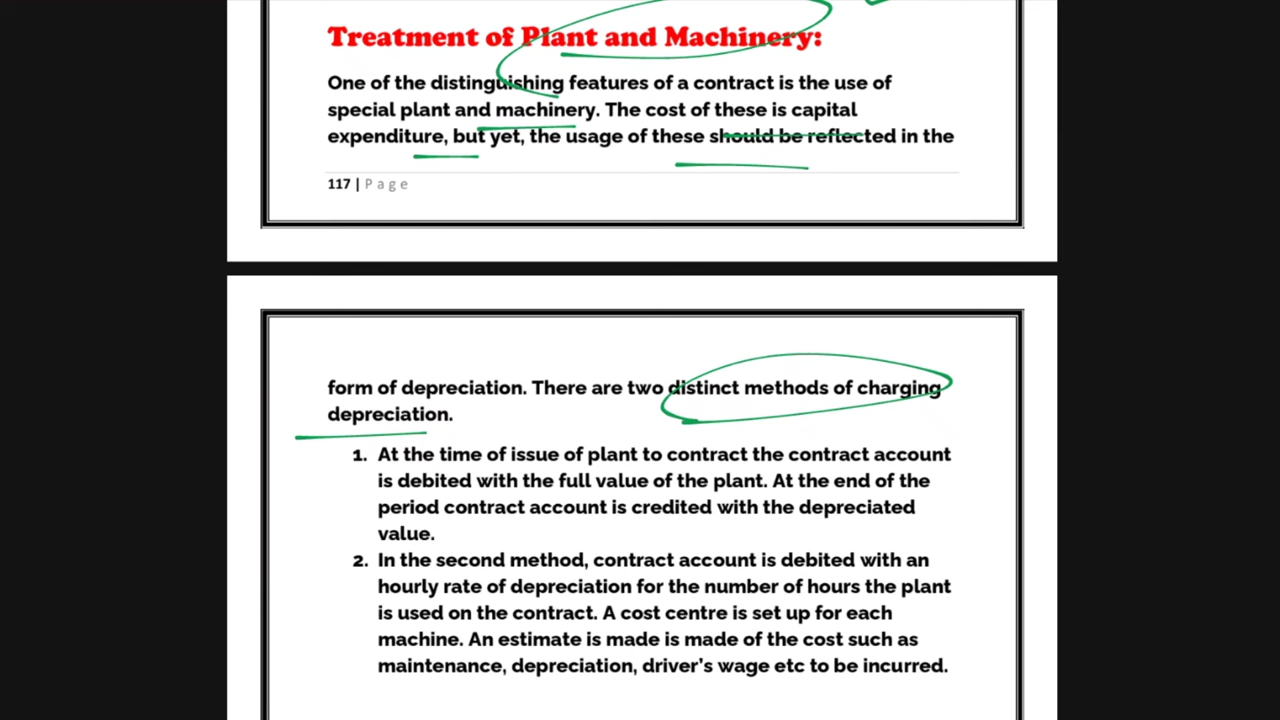 Treatment of Plant and Machinery:
One of the distinguishing features of a contract is the use of
special plant and machinery. The cost of these is capital
expenditure, but yet, the usage of these should be reflected in the
117 | Page
form of depreciation. There are two distinct methods of charging
depreciation.
1. At the time of issue of plant to contract the contract account
is debited with the full value of the plant. At the end of the
period contract account is credited with the depreciated
value.
2. In the second method, contract account is debited with an
hourly rate of depreciation for the number of hours the plant
is used on the contract. A cost centre is set up for each
machine. An estimate is made is made of the cost such as
maintenance, depreciation, driver's wage etc to be incurred.